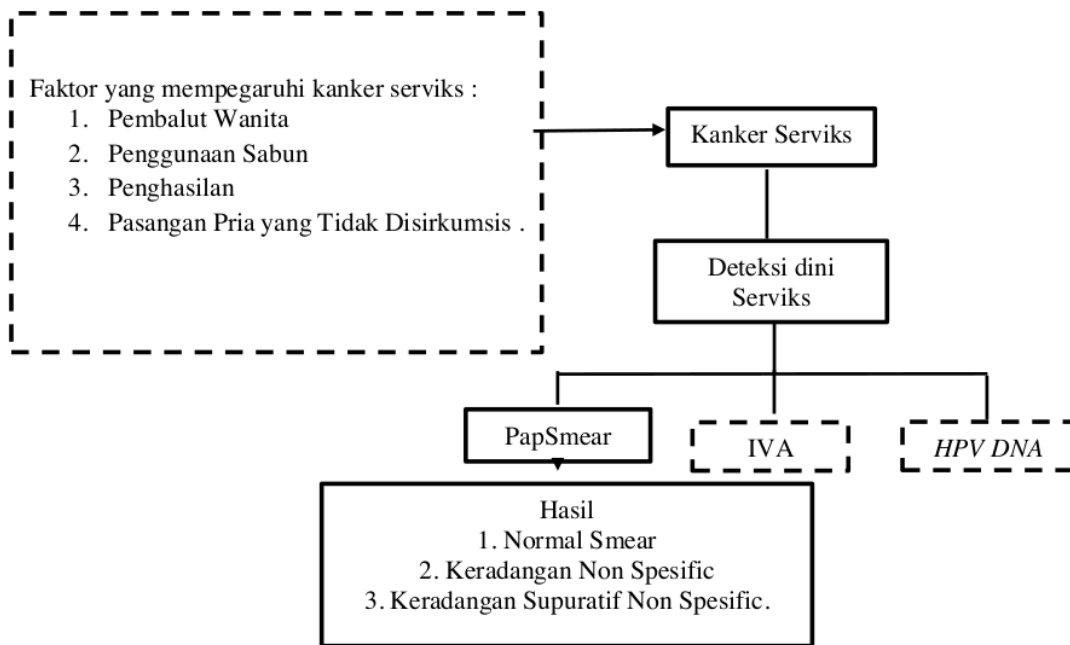 Faktor yang mempegaruhi kanker serviks :
1. Pembalut Wanita
2. Penggunaan Sabun
3. Penghasilan
4. Pasangan Pria yang Tidak Disirkumsis .
Kanker Serviks
Deteksi dini
Serviks
PapSmear
IVA
HPV DNA
Hasil
1. Normal Smear
2. Keradangan Non Spesific
3. Keradangan Supuratif Non Spesific.